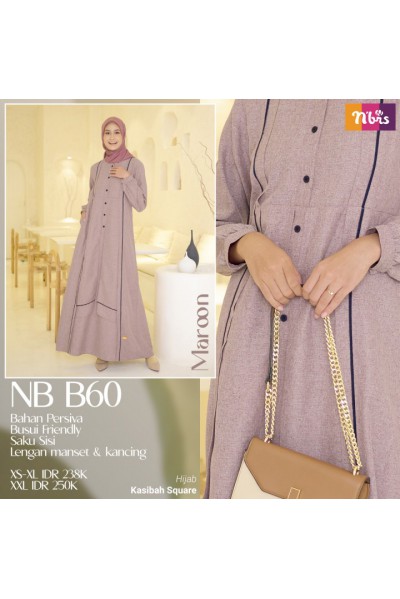 Nbrs
Maroon
NB B60
Bahan Persiva
Busui Friendly
Saku Sisi
Lengan manset & kancing
XS-XL IDR 238K
XXL IDR 250K
Hijab
Kasibah Square